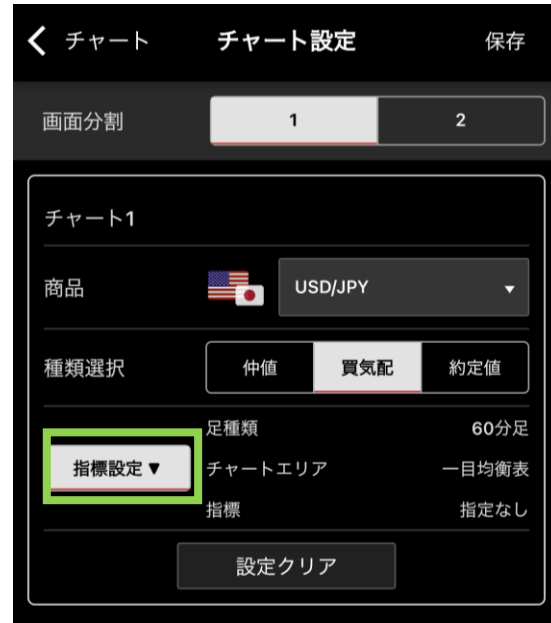 チャート チャート設定 保存
画面分割 1 2
チャート1
商品 USD/JPY
種類選択 仲値 買気配 約定値
足種類 60分足
指標設定 ▼ チャートエリア 一目均衡表
指標 指定なし
設定クリア